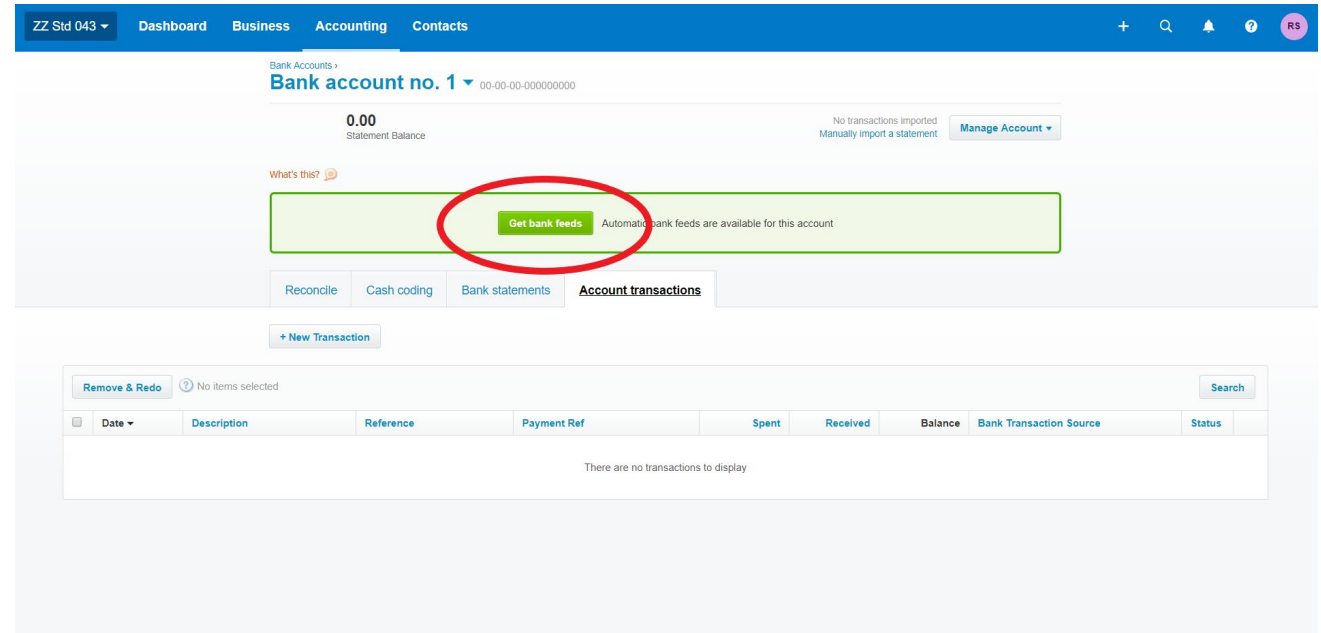 ZZ Std 043 Dashboard Business Accounting Contacts + ? RS
Bank Accounts ›
Bank account no. 1 00-00-00-000000000
0.00
Statement Balance
No transactions imported
Manually import a statement
Manage Account
What's this?
Get bank feeds Automatic bank feeds are available for this account
Reconcile Cash coding Bank statements Account transactions
+ New Transaction
Remove & Redo ? No items selected Search
Date Description Reference Payment Ref Spent Received Balance Bank Transaction Source Status
There are no transactions to display